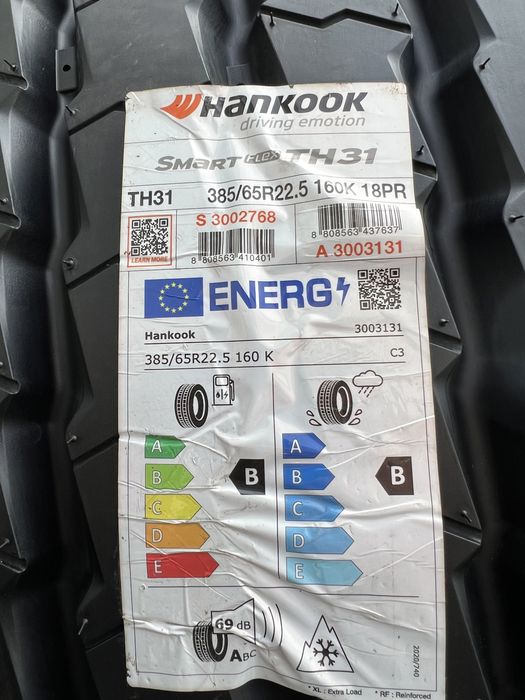 HANKOOK
driving emotion
SMART FLEX TH31
TH31 385/65R22.5 160K 18PR
S 3002768
8 808563 410401
8 808563 437637
A 3003131
LEARN MORE
ENERG
Hankook 3003131
385/65R22.5 160 K C3
A
B
C
D
E
B
A
B
C
D
E
B
69 dB
ABC
2020/740
* XL : Extra Load * RF : Reinforced